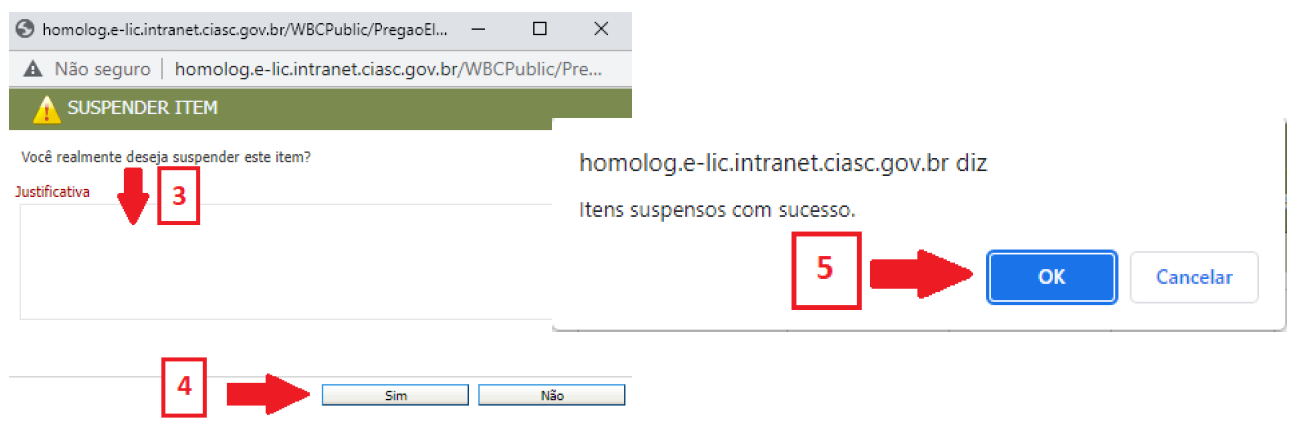 homolog.e-lic.intranet.ciasc.gov.br/WBCPublic/PregaoEl...
Não seguro | homolog.e-lic.intranet.ciasc.gov.br/WBCPublic/Pre...
SUSPENDER ITEM
Você realmente deseja suspender este item?
Justificativa
3
4
Sim Não
homolog.e-lic.intranet.ciasc.gov.br diz
Itens suspensos com sucesso.
5
OK Cancelar